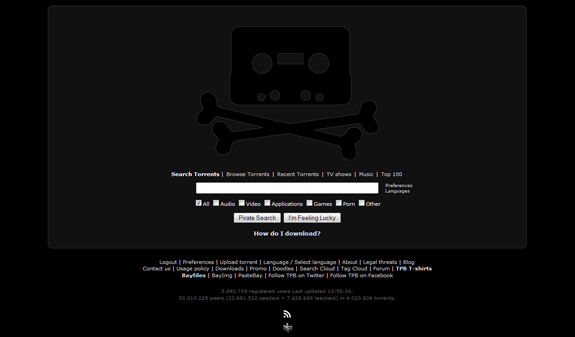 Search Torrents | Browse Torrents | Recent Torrents | TV shows | Music | Top 100
Preferences
Languages
All Audio Video Applications Games Porn Other
Pirate Search I'm Feeling Lucky
How do I download?
Logout | Preferences | Upload torrent | Language / Select language | About | Legal threats | Blog
Contact us | Usage policy | Downloads | Promo | Doodles | Search Cloud | Tag Cloud | Forum | TPB T-shirts
Bayfiles | BayImg | PasteBay | Follow TPB on Twitter | Follow TPB on Facebook
5.892.709 registered users Last updated 13:56:06.
30.310.225 peers (22.681.532 seeders + 7.628.693 leechers) in 4.020.806 torrents.